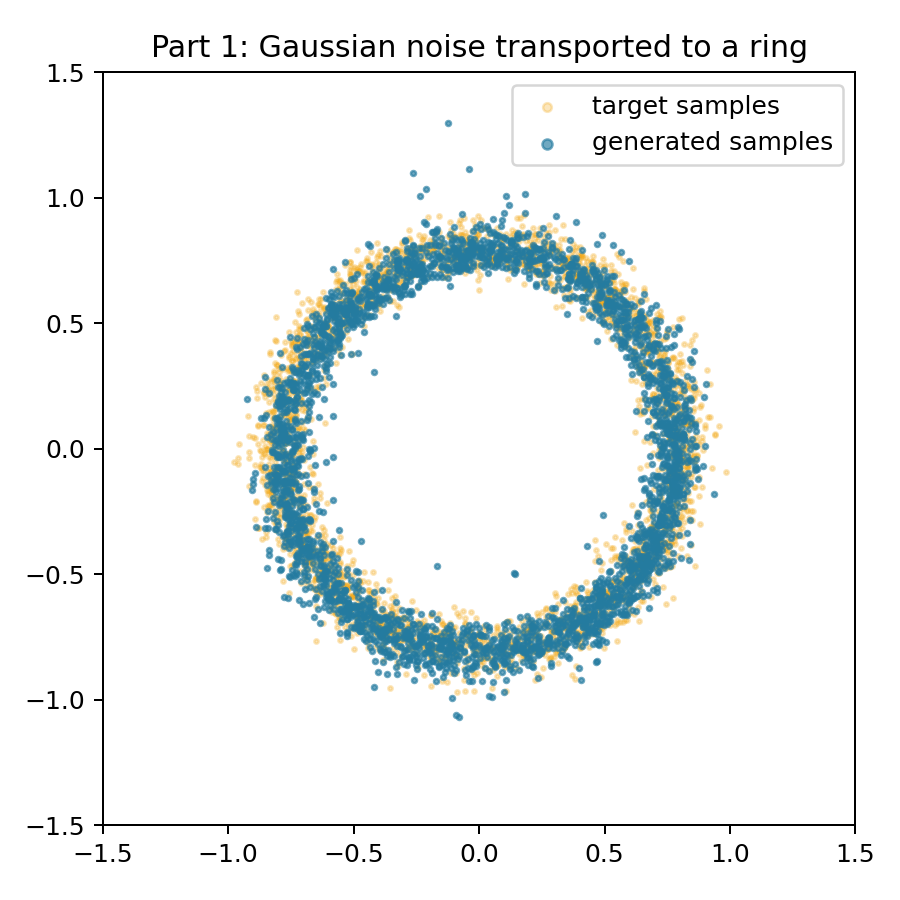 Part 1: Gaussian noise transported to a ring
target samples
generated samples
1.5
1.0
0.5
0.0
−0.5
−1.0
−1.5
−1.5 −1.0 −0.5 0.0 0.5 1.0 1.5